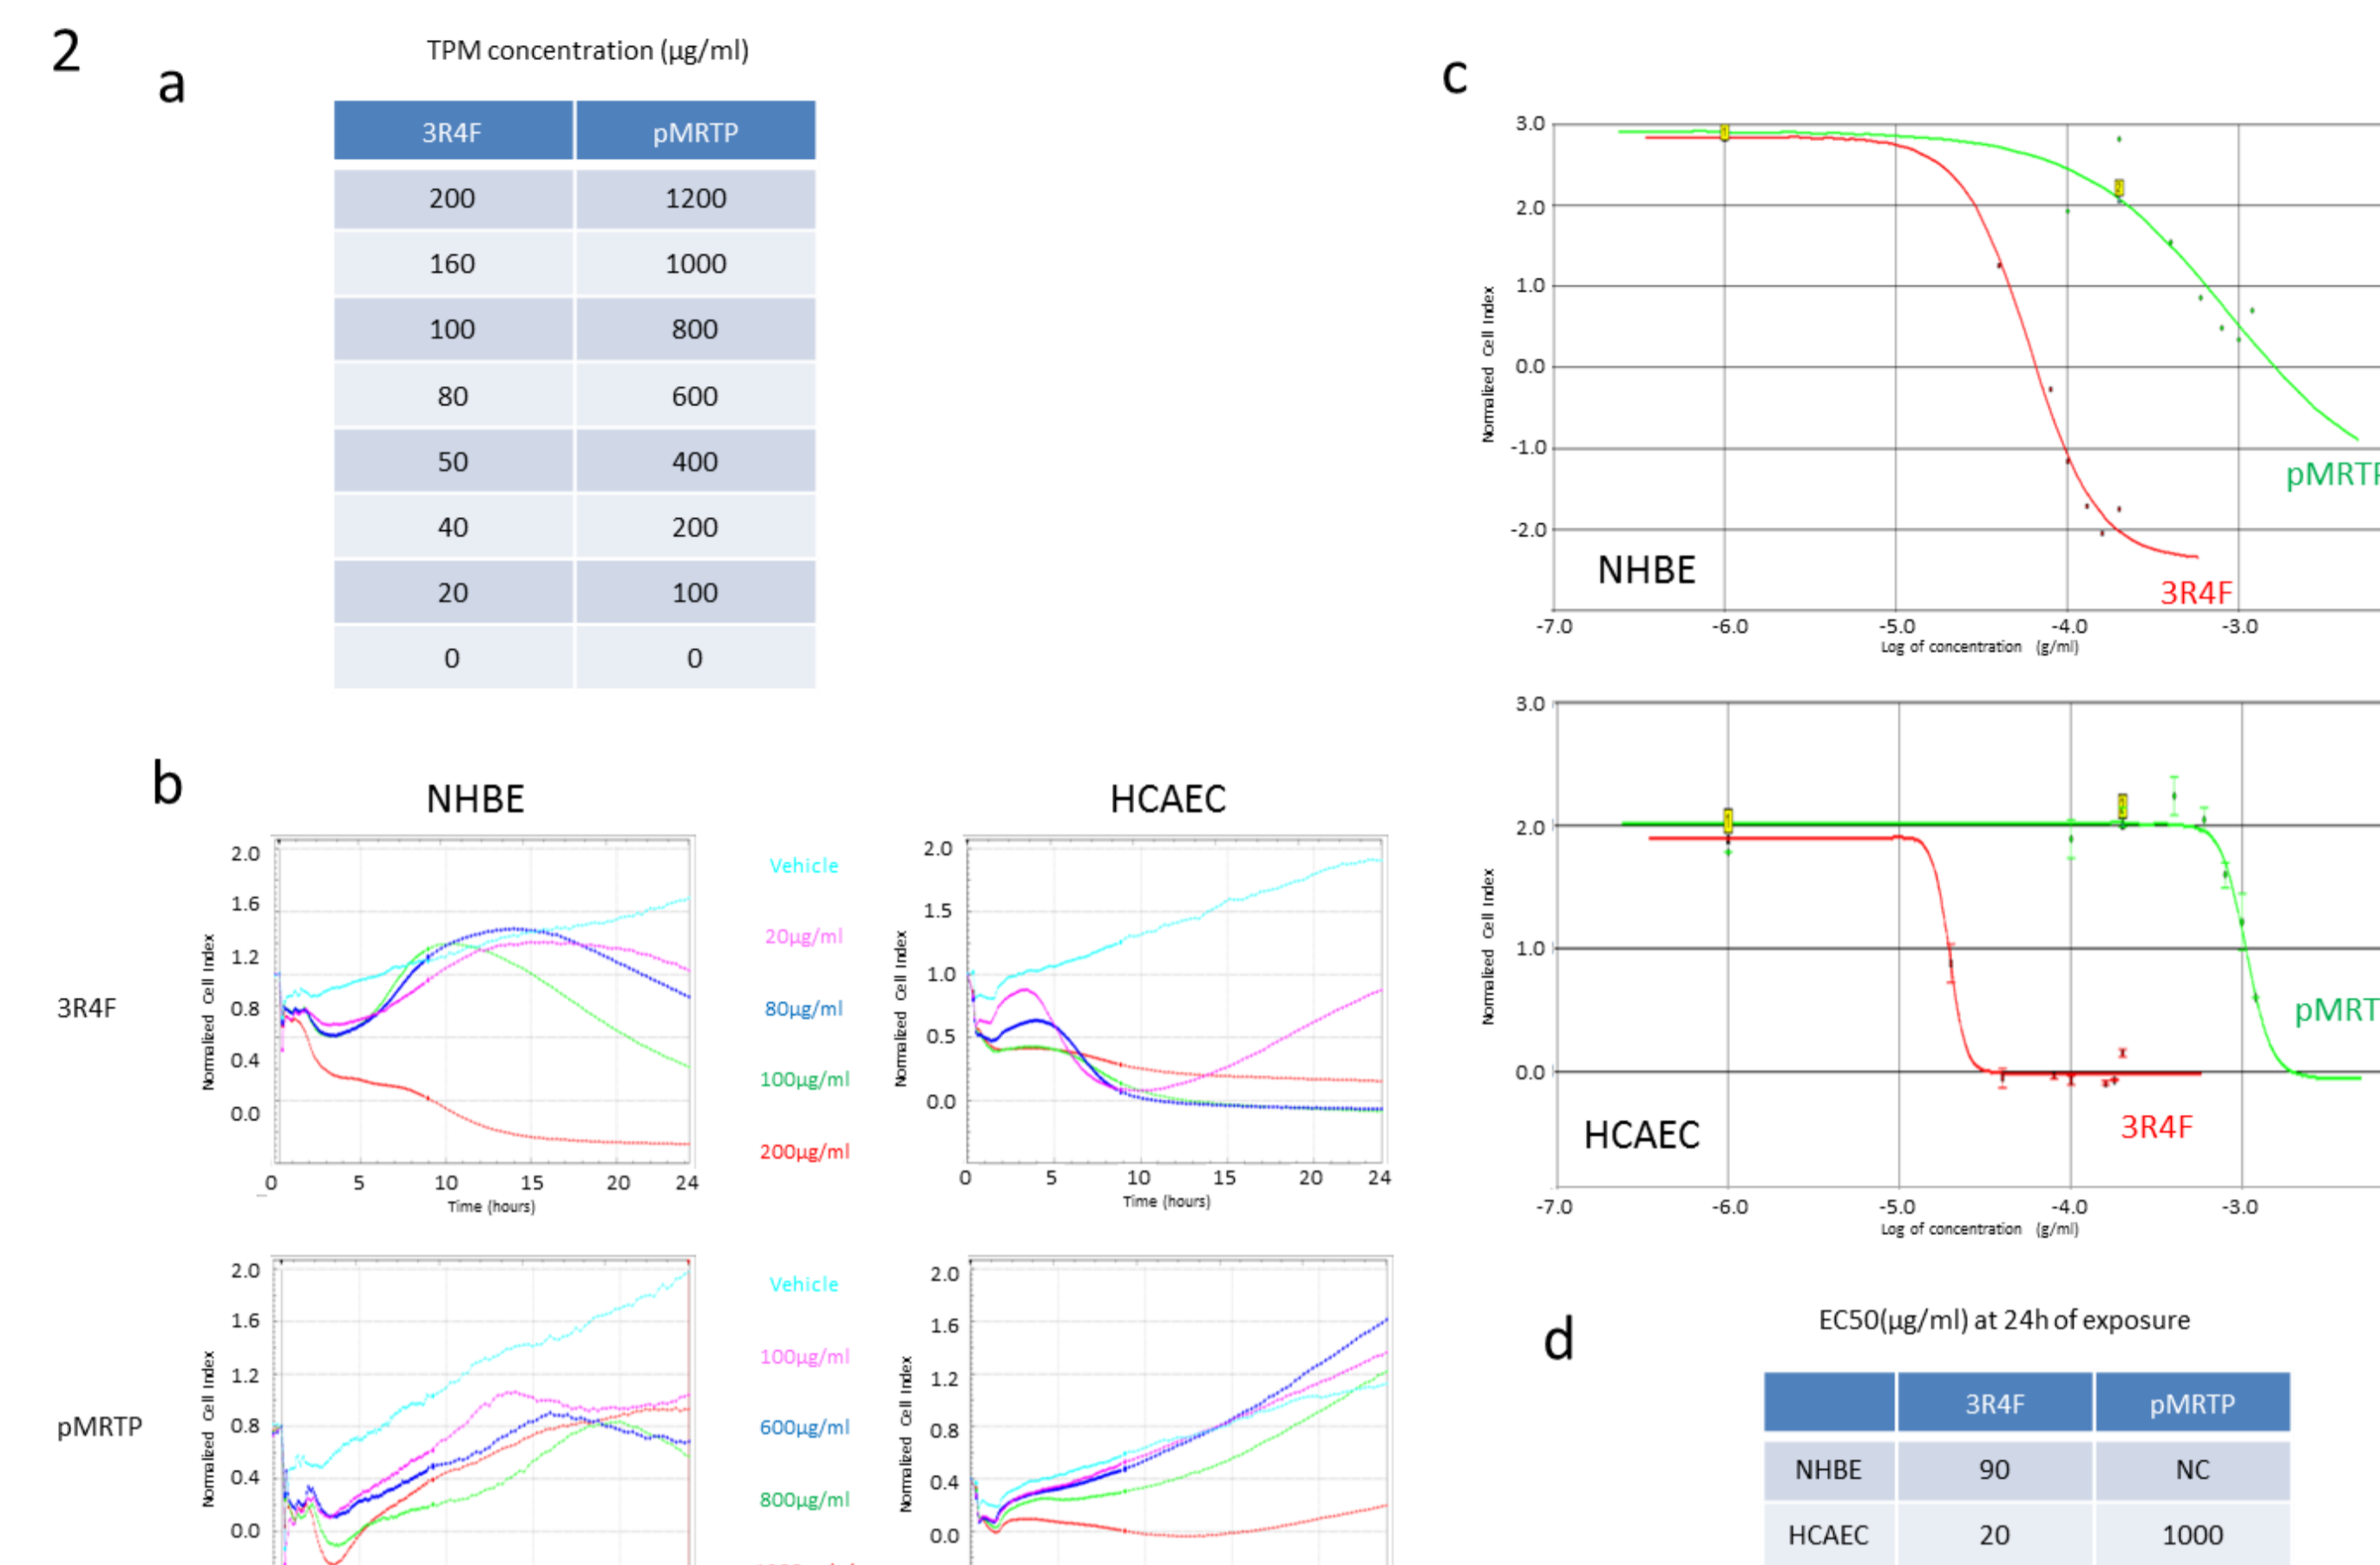 2
a
TPM concentration (µg/ml)
3R4F pMRTP
200 1200
160 1000
100 800
80 600
50 400
40 200
20 100
0 0
b
NHBE HCAEC
3R4F
Normalized Cell Index
2.0
1.6
1.2
0.8
0.4
0.0
0 5 10 15 20 24
Time (hours)
Vehicle
20µg/ml
80µg/ml
100µg/ml
200µg/ml
Normalized Cell Index
2.0
1.5
1.0
0.5
0.0
0 5 10 15 20 24
Time (hours)
pMRTP
Normalized Cell Index
2.0
1.6
1.2
0.8
0.4
0.0
Vehicle
100µg/ml
600µg/ml
800µg/ml
Normalized Cell Index
2.0
1.6
1.2
0.8
0.4
0.0
c
Normalized Cell Index
3.0
2.0
1.0
0.0
-1.0
-2.0
NHBE
pMRTP
3R4F
-7.0 -6.0 -5.0 -4.0 -3.0
Log of concentration (g/ml)
Normalized Cell Index
3.0
2.0
1.0
0.0
HCAEC
pMRT
3R4F
-7.0 -6.0 -5.0 -4.0 -3.0
Log of concentration (g/ml)
d
EC50(µg/ml) at 24h of exposure
3R4F pMRTP
NHBE 90 NC
HCAEC 20 1000